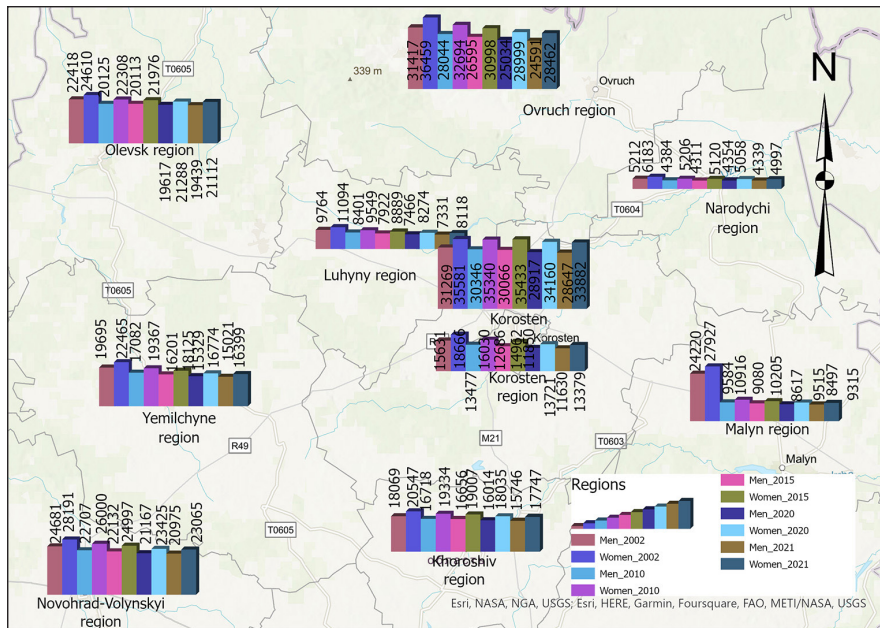 31417
36459
28044
32694
26595
30998
25034
28999
24591
28462
Ovruch
Ovruch region
22418
24610
20125
22308
20113
21976
19617
21288
19439
21112
T0605
Olevsk region
339 m
N
5212
6183
4384
5206
4311
5120
4354
5058
4339
4997
T0604
Narodychi
region
9764
11094
8401
9549
7922
8889
7466
8274
7331
8118
Luhyny region
31269
35581
30346
35340
30066
35433
28917
34160
28647
33882
Korosten
T0605
19695
22465
17082
19367
16201
18125
15329
16774
15021
16399
Yemilchyne
region
15631
18666
13477
16030
12686
14962
11850
13721
11630
13379
Korosten
Korosten
region
24220
27927
9584
10916
9080
10205
8617
9515
8497
9315
Malyn region
Malyn
R49
M21
T0603
24681
28191
22707
26000
22132
24997
21167
23425
20975
23065
Novohrad-Volynskyi
region
T0605
18069
20547
16718
19334
16656
19007
16014
18035
15746
17747
Khoroshiv
region
Regions
Men_2002
Women_2002
Men_2010
Women_2010
Men_2015
Women_2015
Men_2020
Women_2020
Men_2021
Women_2021
Esri, NASA, NGA, USGS; Esri, HERE, Garmin, Foursquare, FAO, METI/NASA, USGS